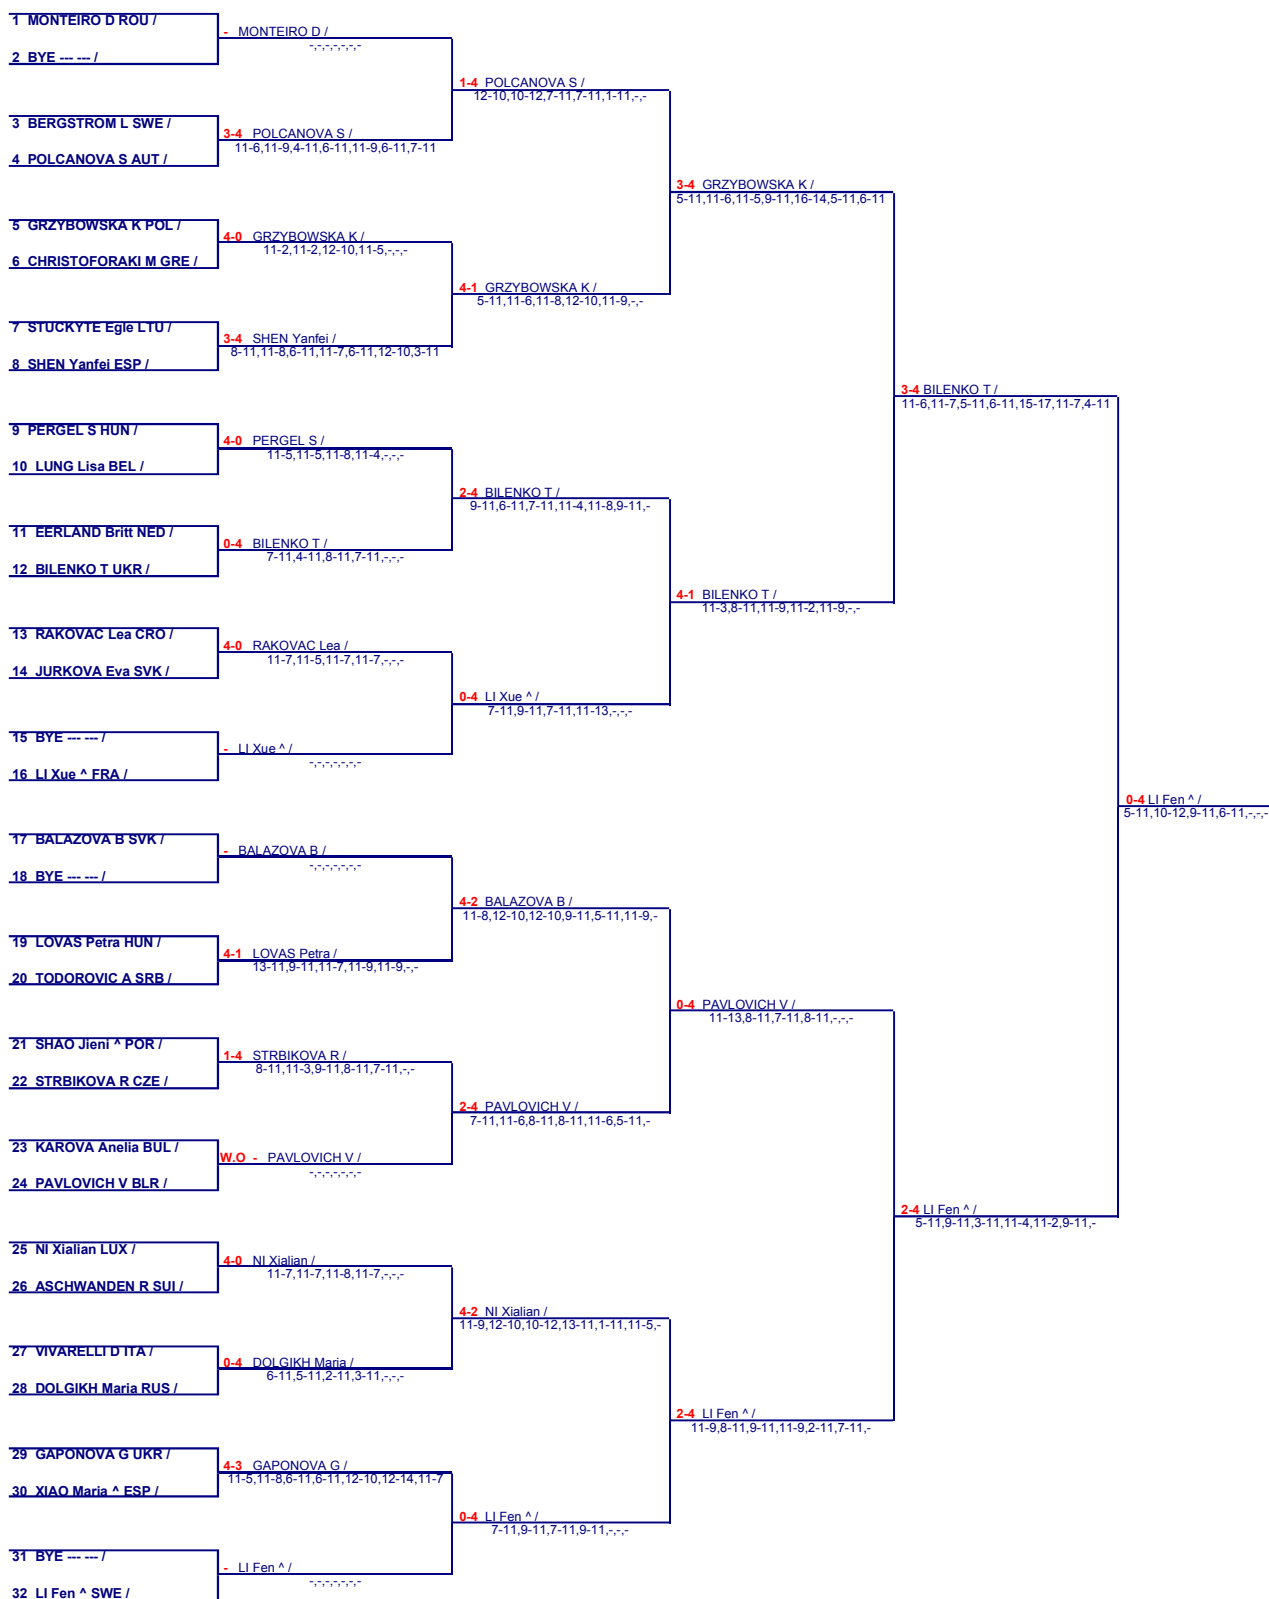 1 MONTEIRO D ROU /
- MONTEIRO D /
-,-,-,-,-,-,-
2 BYE --- --- /
1-4 POLCANOVA S /
12-10,10-12,7-11,7-11,1-11,-,-
3 BERGSTROM L SWE /
3-4 POLCANOVA S /
11-6,11-9,4-11,6-11,11-9,6-11,7-11
4 POLCANOVA S AUT /
3-4 GRZYBOWSKA K /
5-11,11-6,11-5,9-11,16-14,5-11,6-11
5 GRZYBOWSKA K POL /
4-0 GRZYBOWSKA K /
11-2,11-2,12-10,11-5,-,-,-
6 CHRISTOFORAKI M GRE /
4-1 GRZYBOWSKA K /
5-11,11-6,11-8,12-10,11-9,-,-
7 STUCKYTE Egle LTU /
3-4 SHEN Yanfei /
8-11,11-8,6-11,11-7,6-11,12-10,3-11
8 SHEN Yanfei ESP /
3-4 BILENKO T /
11-6,11-7,5-11,6-11,15-17,11-7,4-11
9 PERGEL S HUN /
4-0 PERGEL S /
11-5,11-5,11-8,11-4,-,-,-
10 LUNG Lisa BEL /
2-4 BILENKO T /
9-11,6-11,7-11,11-4,11-8,9-11,-
11 EERLAND Britt NED /
0-4 BILENKO T /
7-11,4-11,8-11,7-11,-,-,-
12 BILENKO T UKR /
4-1 BILENKO T /
11-3,8-11,11-9,11-2,11-9,-,-
13 RAKOVAC Lea CRO /
4-0 RAKOVAC Lea /
11-7,11-5,11-7,11-7,-,-,-
14 JURKOVA Eva SVK /
0-4 LI Xue ^ /
7-11,9-11,7-11,11-13,-,-,-
15 BYE --- --- /
- LI Xue ^ /
-,-,-,-,-,-,-
16 LI Xue ^ FRA /
0-4 LI Fen ^ /
5-11,10-12,9-11,6-11,-,-,-
17 BALAZOVA B SVK /
- BALAZOVA B /
-,-,-,-,-,-,-
18 BYE --- --- /
4-2 BALAZOVA B /
11-8,12-10,12-10,9-11,5-11,11-9,-
19 LOVAS Petra HUN /
4-1 LOVAS Petra /
13-11,9-11,11-7,11-9,11-9,-,-
20 TODOROVIC A SRB /
0-4 PAVLOVICH V /
11-13,8-11,7-11,8-11,-,-,-
21 SHAO Jieni ^ POR /
1-4 STRBIKOVA R /
8-11,11-3,9-11,8-11,7-11,-,-
22 STRBIKOVA R CZE /
2-4 PAVLOVICH V /
7-11,11-6,8-11,8-11,11-6,5-11,-
23 KAROVA Anelia BUL /
W.O - PAVLOVICH V /
-,-,-,-,-,-,-
24 PAVLOVICH V BLR /
2-4 LI Fen ^ /
5-11,9-11,3-11,11-4,11-2,9-11,-
25 NI Xialian LUX /
4-0 NI Xialian /
11-7,11-7,11-8,11-7,-,-,-
26 ASCHWANDEN R SUI /
4-2 NI Xialian /
11-9,12-10,10-12,13-11,1-11,11-5,-
27 VIVARELLI D ITA /
0-4 DOLGIKH Maria /
6-11,5-11,2-11,3-11,-,-,-
28 DOLGIKH Maria RUS /
2-4 LI Fen ^ /
11-9,8-11,9-11,11-9,2-11,7-11,-
29 GAPONOVA G UKR /
4-3 GAPONOVA G /
11-5,11-8,6-11,6-11,12-10,12-14,11-7
30 XIAO Maria ^ ESP /
0-4 LI Fen ^ /
7-11,9-11,7-11,9-11,-,-,-
31 BYE --- --- /
- LI Fen ^ /
-,-,-,-,-,-,-
32 LI Fen ^ SWE /